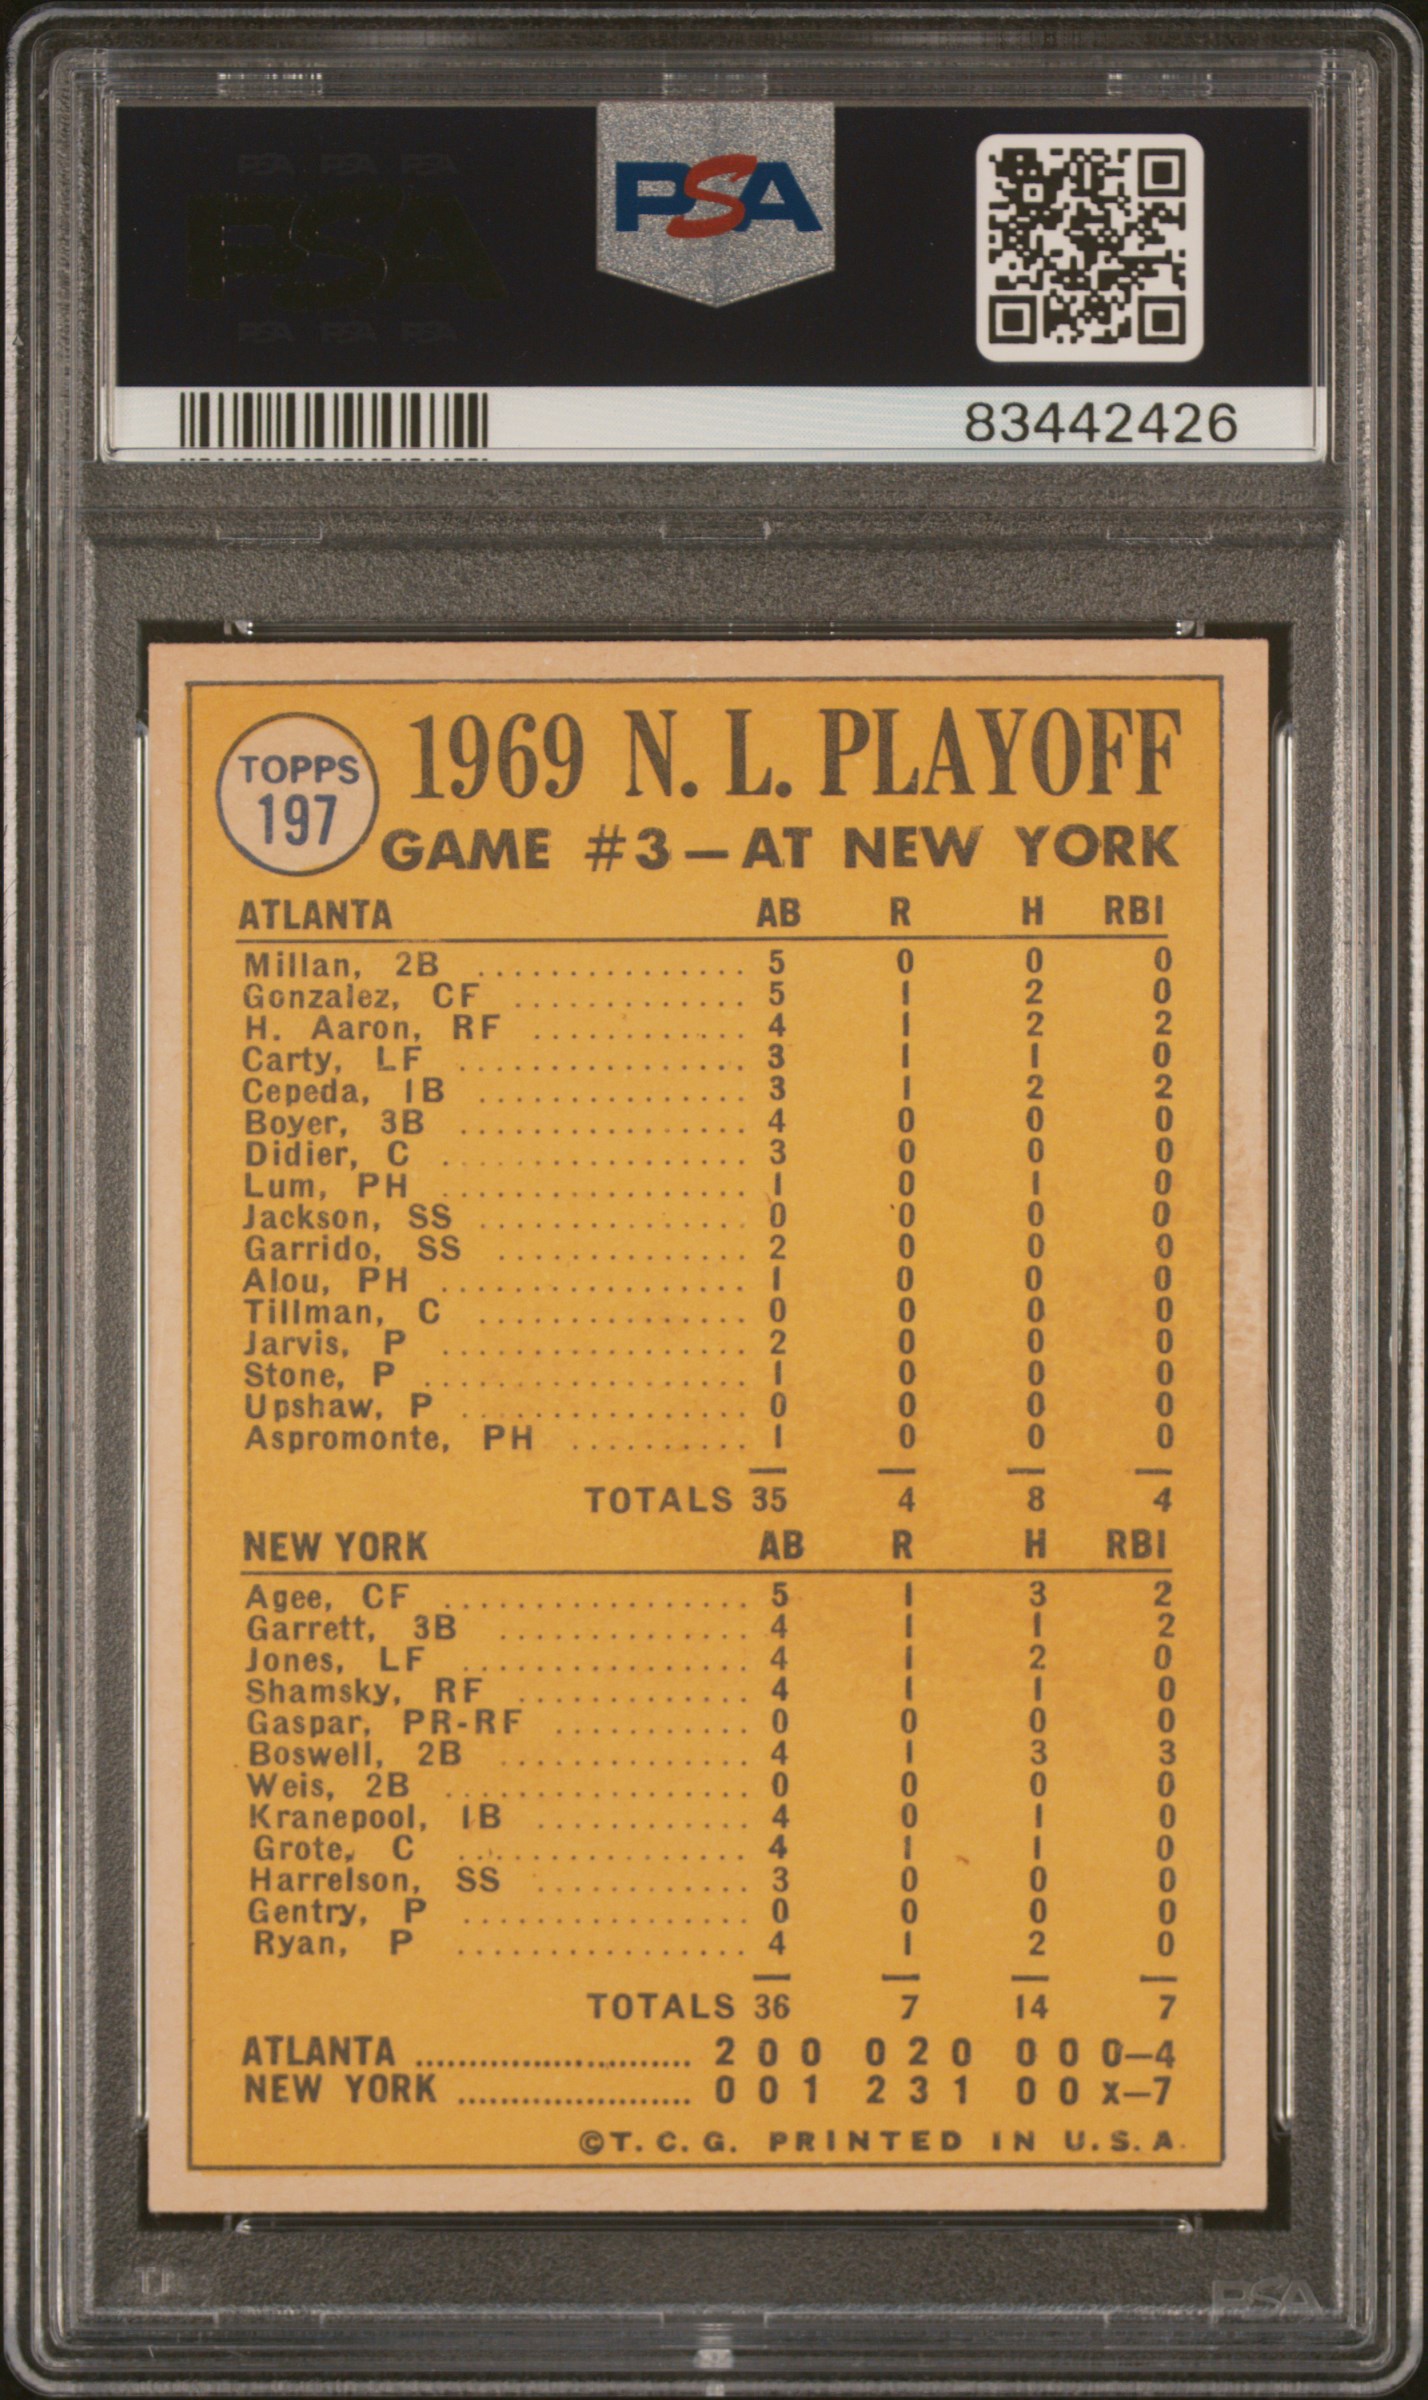 PSA PSA PSA
PSA
PSA PSA PSA
PSA
83442426
TOPPS
197
1969 N. L. PLAYOFF
GAME #3—AT NEW YORK
ATLANTA AB R H RBI
Millan, 2B ............... 5 0 0 0
Gonzalez, CF ............. 5 1 2 0
H. Aaron, RF ............ 4 1 2 2
Carty, LF ................ 3 1 1 0
Cepeda, 1B ............... 3 1 2 2
Boyer, 3B ................ 4 0 0 0
Didier, C ................. 3 0 0 0
Lum, PH ................. 1 0 1 0
Jackson, SS ............... 0 0 0 0
Garrido, SS .............. 2 0 0 0
Alou, PH ................. 1 0 0 0
Tillman, C ............... 0 0 0 0
Jarvis, P ................. 2 0 0 0
Stone, P .................. 1 0 0 0
Upshaw, P ................ 0 0 0 0
Aspromonte, PH .......... 1 0 0 0
TOTALS 35 4 8 4
NEW YORK AB R H RBI
Agee, CF ................. 5 1 3 2
Garrett, 3B .............. 4 1 1 2
Jones, LF ................ 4 1 2 0
Shamsky, RF ............. 4 1 1 0
Gaspar, PR-RF ........... 0 0 0 0
Boswell, 2B .............. 4 1 3 3
Weis, 2B ................. 0 0 0 0
Kranepool, 1B ............ 4 0 1 0
Grote, C ................ 4 1 1 0
Harrelson, SS ............ 3 0 0 0
Gentry, P ................ 0 0 0 0
Ryan, P ................ 4 1 2 0
TOTALS 36 7 14 7
ATLANTA .......................... 2 0 0 0 2 0 0 0 0—4
NEW YORK ...................... 0 0 1 2 3 1 0 0 x—7
©T. C. G. PRINTED IN U.S.A.
PSA